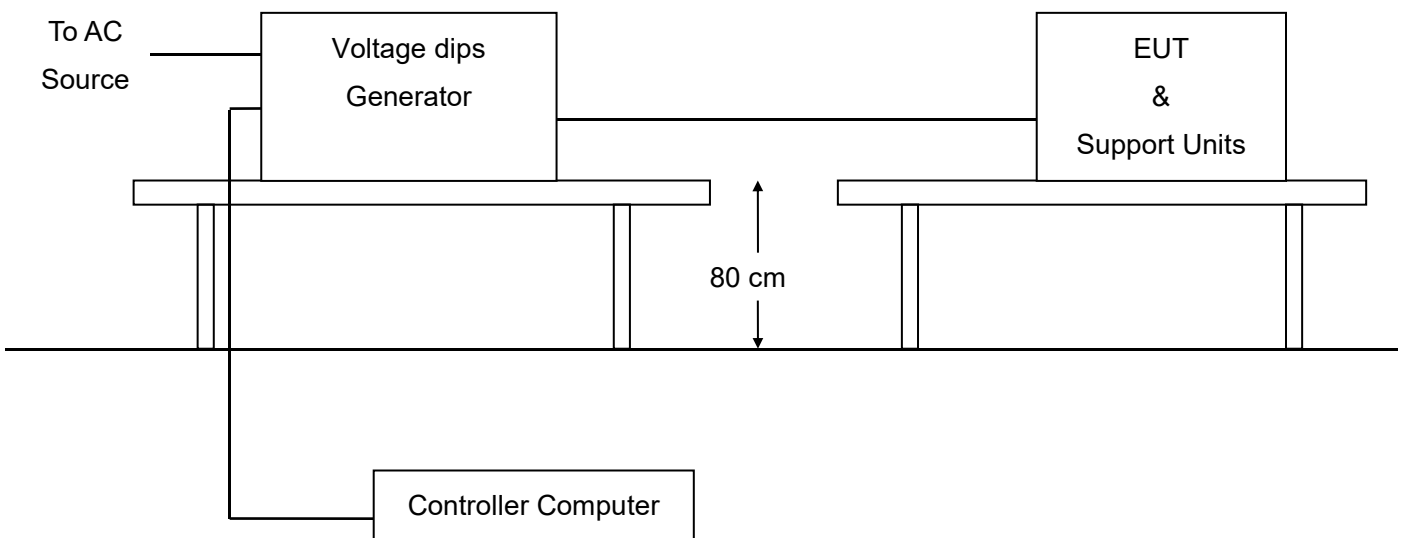 To AC
Source
Voltage dips
Generator
EUT
&
Support Units
80 cm
Controller Computer